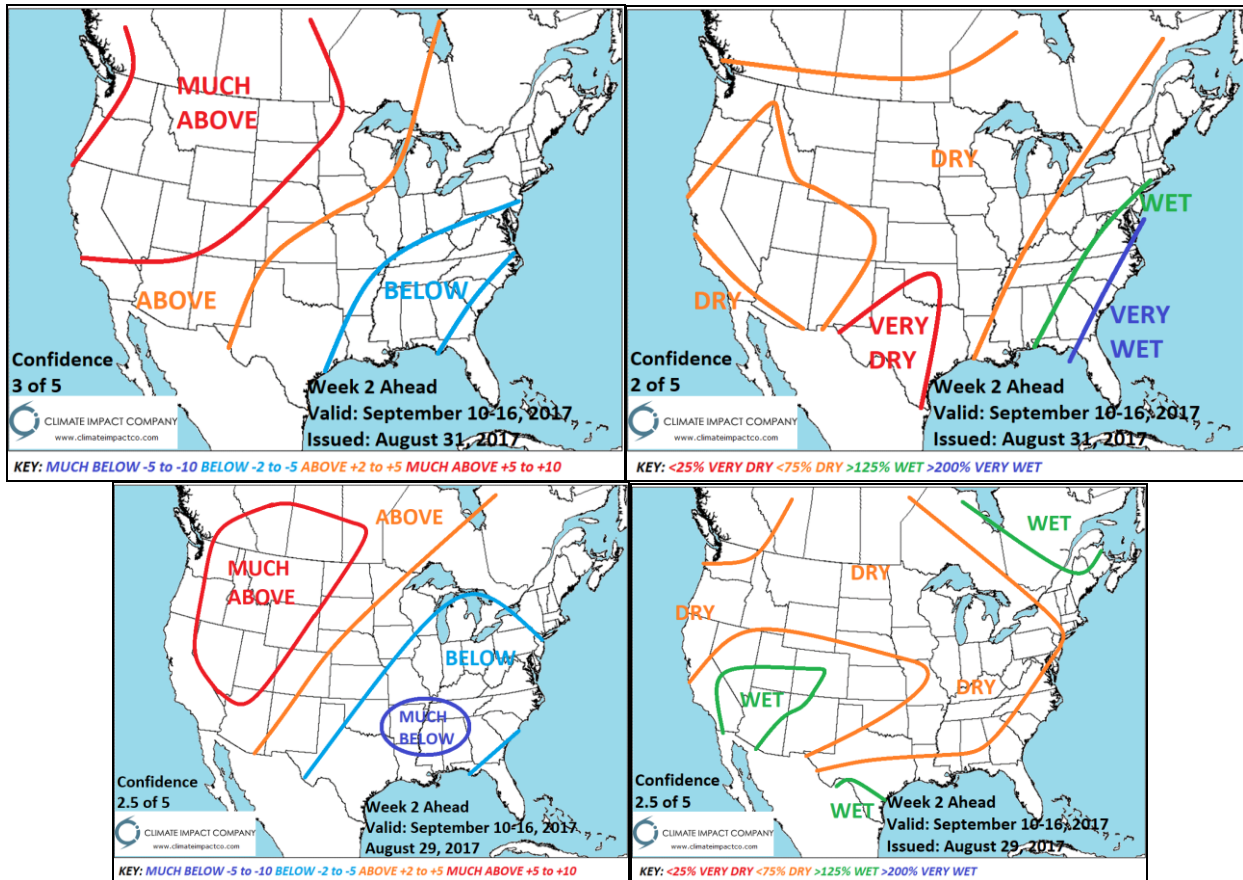 MUCH
ABOVE
ABOVE
BELOW
Confidence
3 of 5
Week 2 Ahead
Valid: September 10-16, 2017
Issued: August 31, 2017
CLIMATE IMPACT COMPANY
www.climateimpactco.com
KEY: MUCH BELOW -5 to -10 BELOW -2 to -5 ABOVE +2 to +5 MUCH ABOVE +5 to +10
DRY
WET
DRY
VERY
DRY
VERY
WET
Confidence
2 of 5
Week 2 Ahead
Valid: September 10-16, 2017
Issued: August 31, 2017
CLIMATE IMPACT COMPANY
www.climateimpactco.com
KEY: <25% VERY DRY <75% DRY >125% WET >200% VERY WET
ABOVE
MUCH
ABOVE
BELOW
MUCH
BELOW
Confidence
2.5 of 5
Week 2 Ahead
Valid: September 10-16, 2017
August 29, 2017
CLIMATE IMPACT COMPANY
www.climateimpactco.com
KEY: MUCH BELOW -5 to -10 BELOW -2 to -5 ABOVE +2 to +5 MUCH ABOVE +5 to +10
WET
DRY
DRY
DRY
WET
WET
Confidence
2.5 of 5
Week 2 Ahead
Valid: September 10-16, 2017
Issued: August 29, 2017
CLIMATE IMPACT COMPANY
www.climateimpactco.com
KEY: <25% VERY DRY <75% DRY >125% WET >200% VERY WET